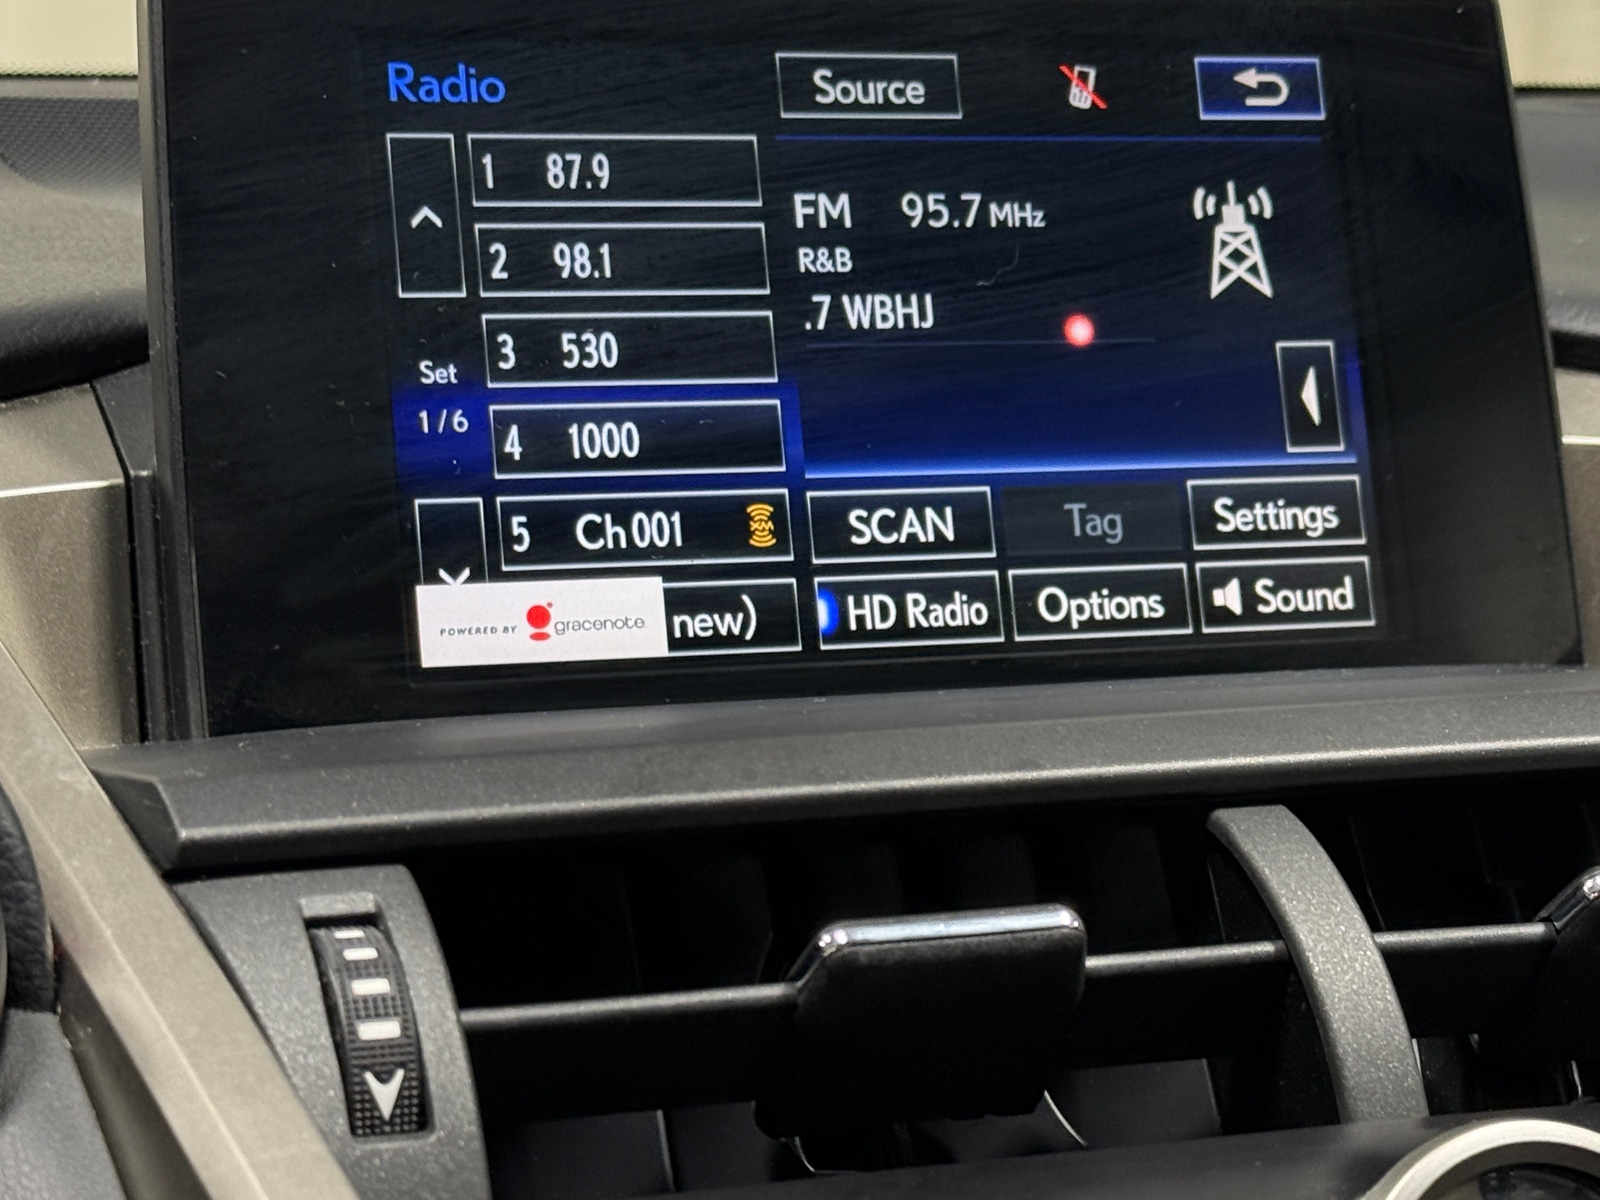 Radio
Source
1 87.9
2 98.1
3 530
4 1000
5 Ch 001
XM
new)
Set
1/6
FM 95.7 MHz
R&B
.7 WBHJ
SCAN
Tag
Settings
HD Radio
Options
Sound
POWERED BY gracenote.